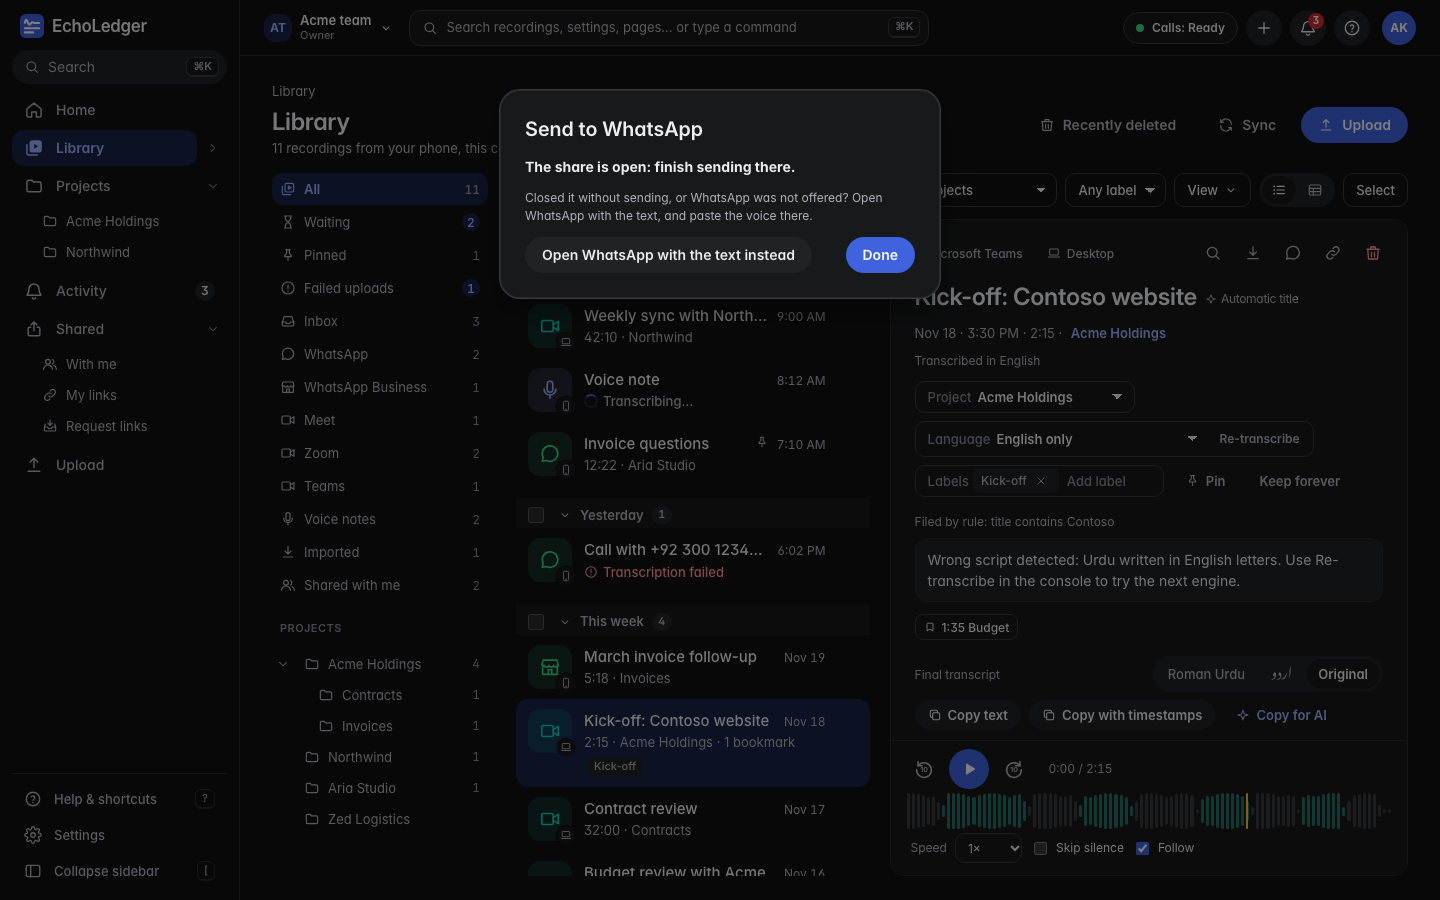 EchoLedger
Search ⌘K
Home
Library
Projects
Acme Holdings
Northwind
Activity 3
Shared
With me
My links
Request links
Upload
Help & shortcuts ?
Settings
Collapse sidebar [
AT Acme team
Owner
Search recordings, settings, pages... or type a command ⌘K
Calls: Ready
3
AK
Library
Library
11 recordings from your phone, this c
Recently deleted
Sync
Upload
All 11
Waiting 2
Pinned 1
Failed uploads 1
Inbox 3
WhatsApp 2
WhatsApp Business 1
Meet 1
Zoom 2
Teams 1
Voice notes 2
Imported 1
Shared with me 2
PROJECTS
Acme Holdings 4
Contracts 1
Invoices 1
Northwind 1
Aria Studio 1
Zed Logistics
Send to WhatsApp
The share is open: finish sending there.
Closed it without sending, or WhatsApp was not offered? Open
WhatsApp with the text, and paste the voice there.
Open WhatsApp with the text instead
Done
ojects
Any label
View
Select
Weekly sync with North... 9:00 AM
42:10 · Northwind
Voice note 8:12 AM
Transcribing...
Invoice questions 7:10 AM
12:22 · Aria Studio
Yesterday 1
Call with +92 300 1234... 6:02 PM
Transcription failed
This week 4
March invoice follow-up Nov 19
5:18 · Invoices
Kick-off: Contoso website Nov 18
2:15 · Acme Holdings · 1 bookmark
Kick-off
Contract review Nov 17
32:00 · Contracts
Budget review with Acme Nov 16
crosoft Teams
Desktop
Kick-off: Contoso website Automatic title
Nov 18 · 3:30 PM · 2:15 · Acme Holdings
Transcribed in English
Project Acme Holdings
Language English only
Re-transcribe
Labels Kick-off × Add label
Pin
Keep forever
Filed by rule: title contains Contoso
Wrong script detected: Urdu written in English letters. Use Re-
transcribe in the console to try the next engine.
1:35 Budget
Final transcript
Roman Urdu
اردو
Original
Copy text
Copy with timestamps
Copy for AI
10
10
0:00 / 2:15
Speed 1×
Skip silence
Follow